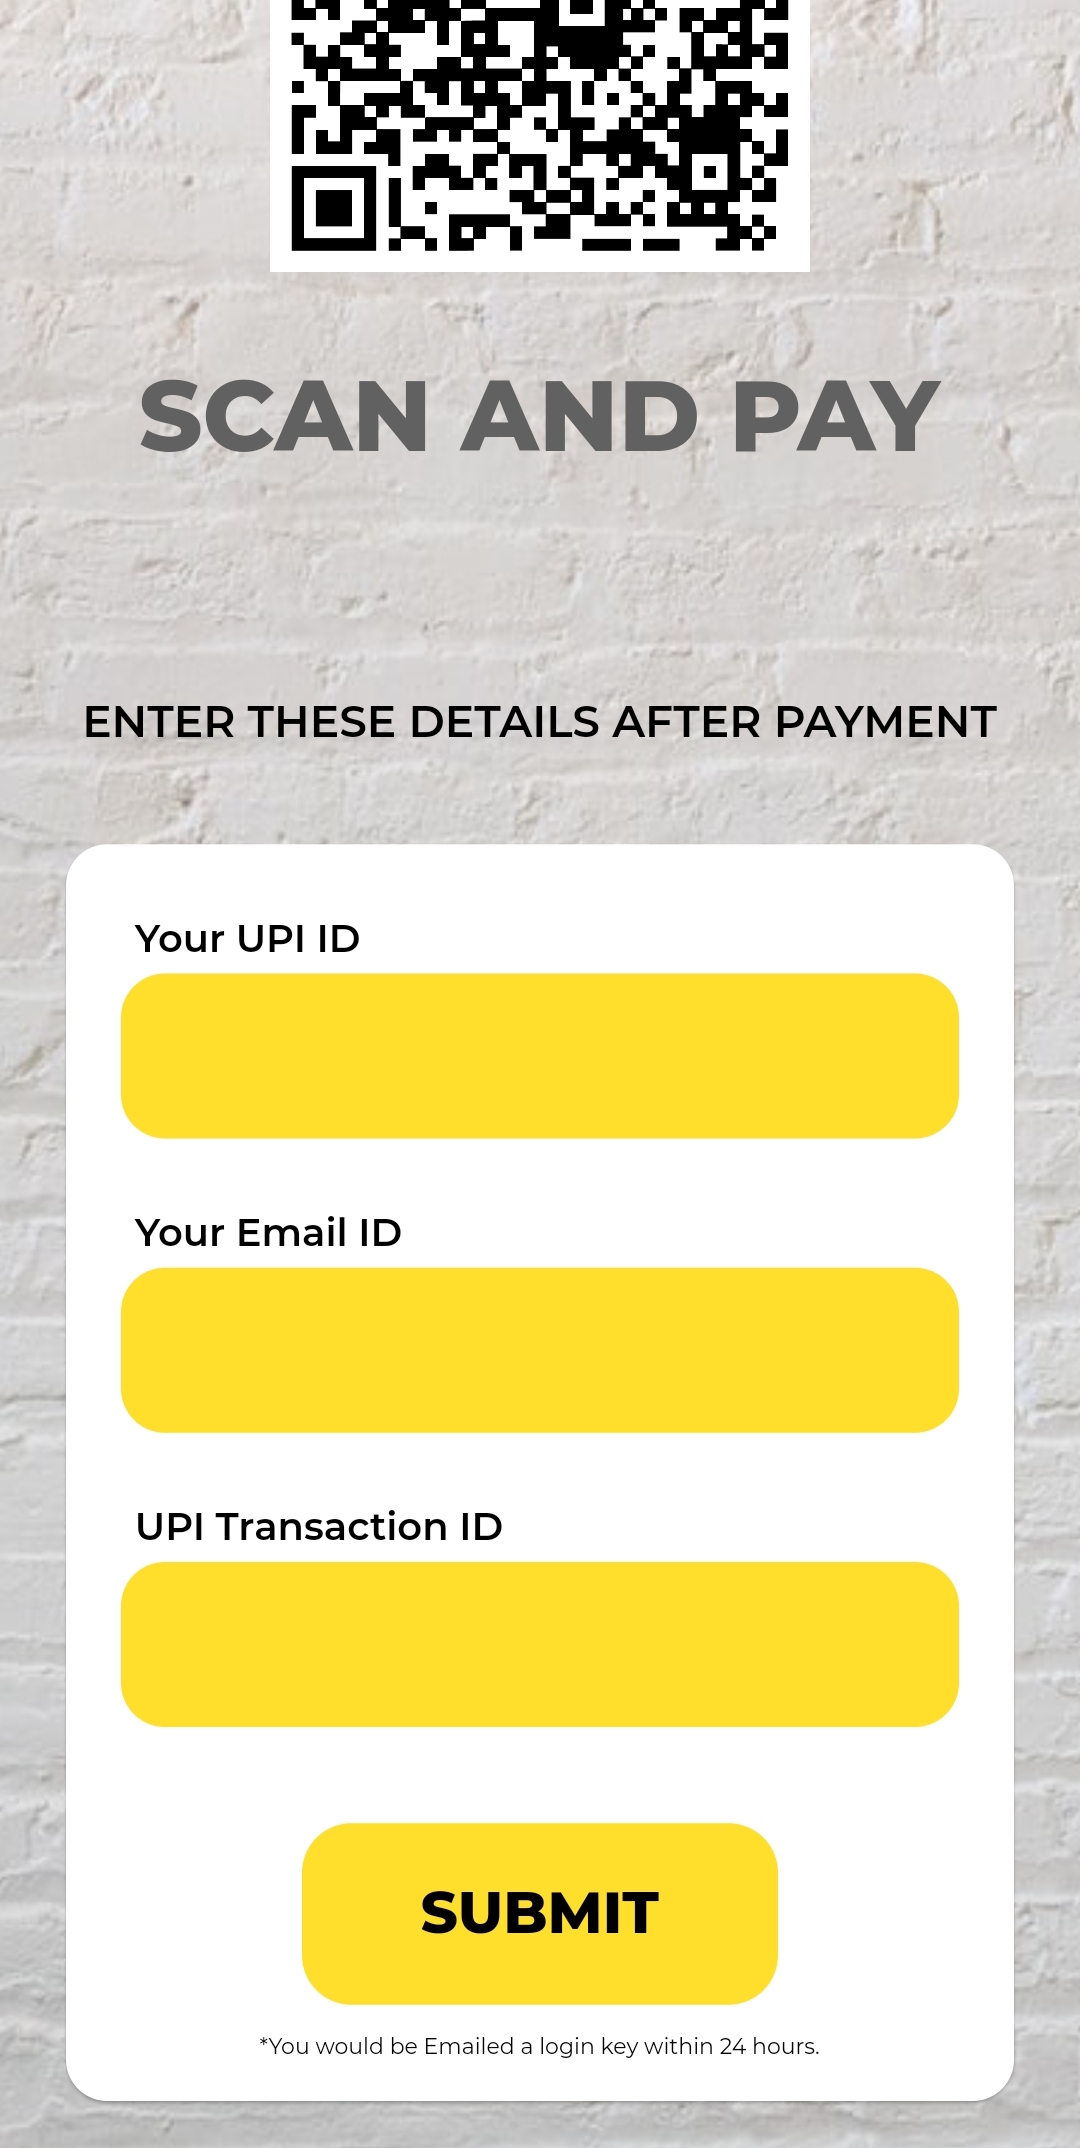 SCAN AND PAY
ENTER THESE DETAILS AFTER PAYMENT
Your UPI ID
Your Email ID
UPI Transaction ID
SUBMIT
*You would be Emailed a login key within 24 hours.